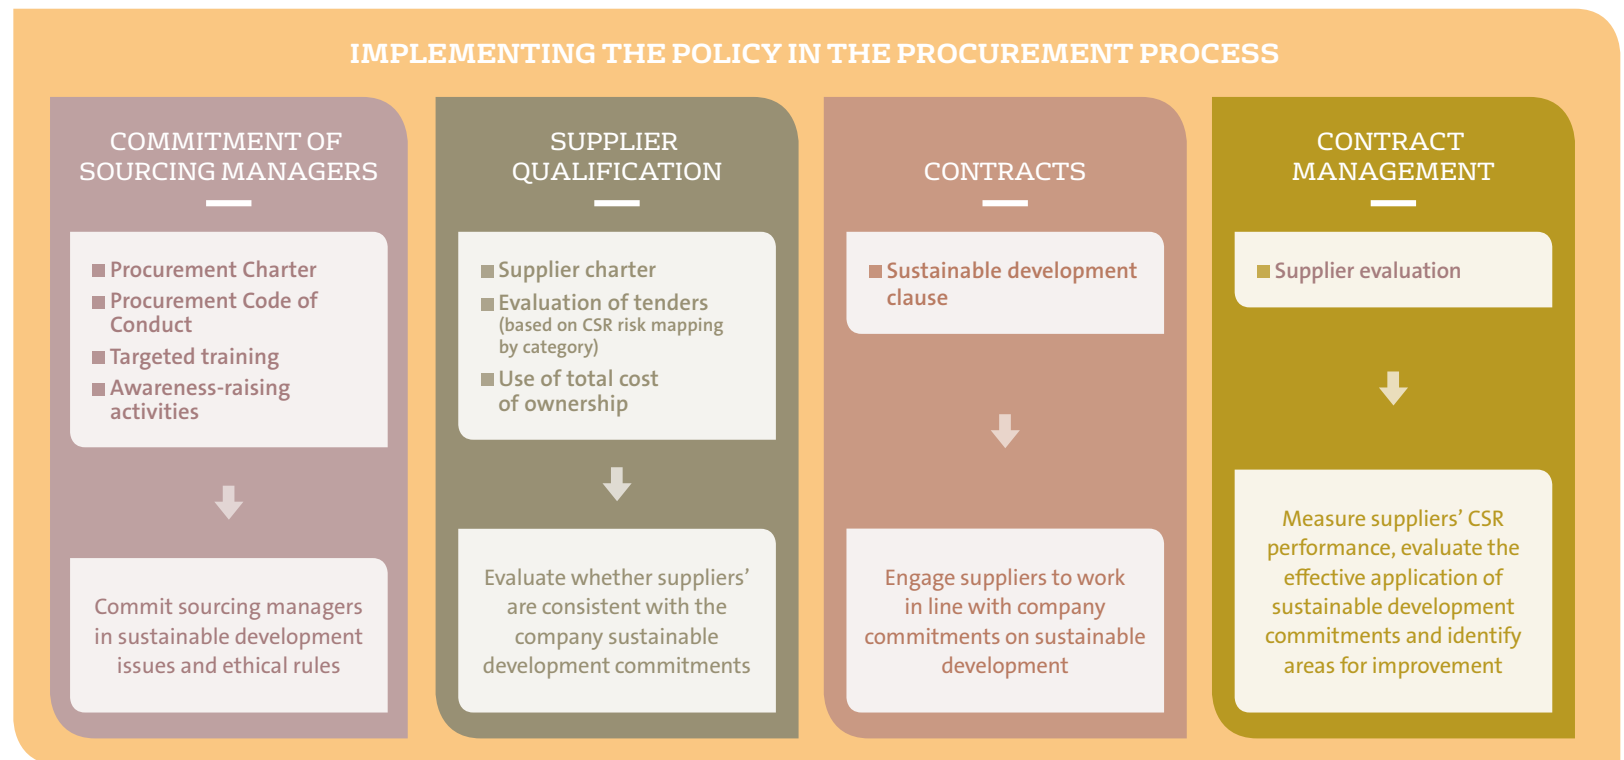 IMPLEMENTING THE POLICY IN THE PROCUREMENT PROCESS
COMMITMENT OF
SOURCING MANAGERS
Procurement Charter
Procurement Code of
Conduct
Targeted training
Awareness-raising
activities
Commit sourcing managers
in sustainable development
issues and ethical rules
SUPPLIER
QUALIFICATION
Supplier charter
Evaluation of tenders
(based on CSR risk mapping
by category)
Use of total cost
of ownership
Evaluate whether suppliers’
are consistent with the
company sustainable
development commitments
CONTRACTS
Sustainable development
clause
Engage suppliers to work
in line with company
commitments on sustainable
development
CONTRACT
MANAGEMENT
Supplier evaluation
Measure suppliers’ CSR
performance, evaluate the
effective application of
sustainable development
commitments and identify
areas for improvement